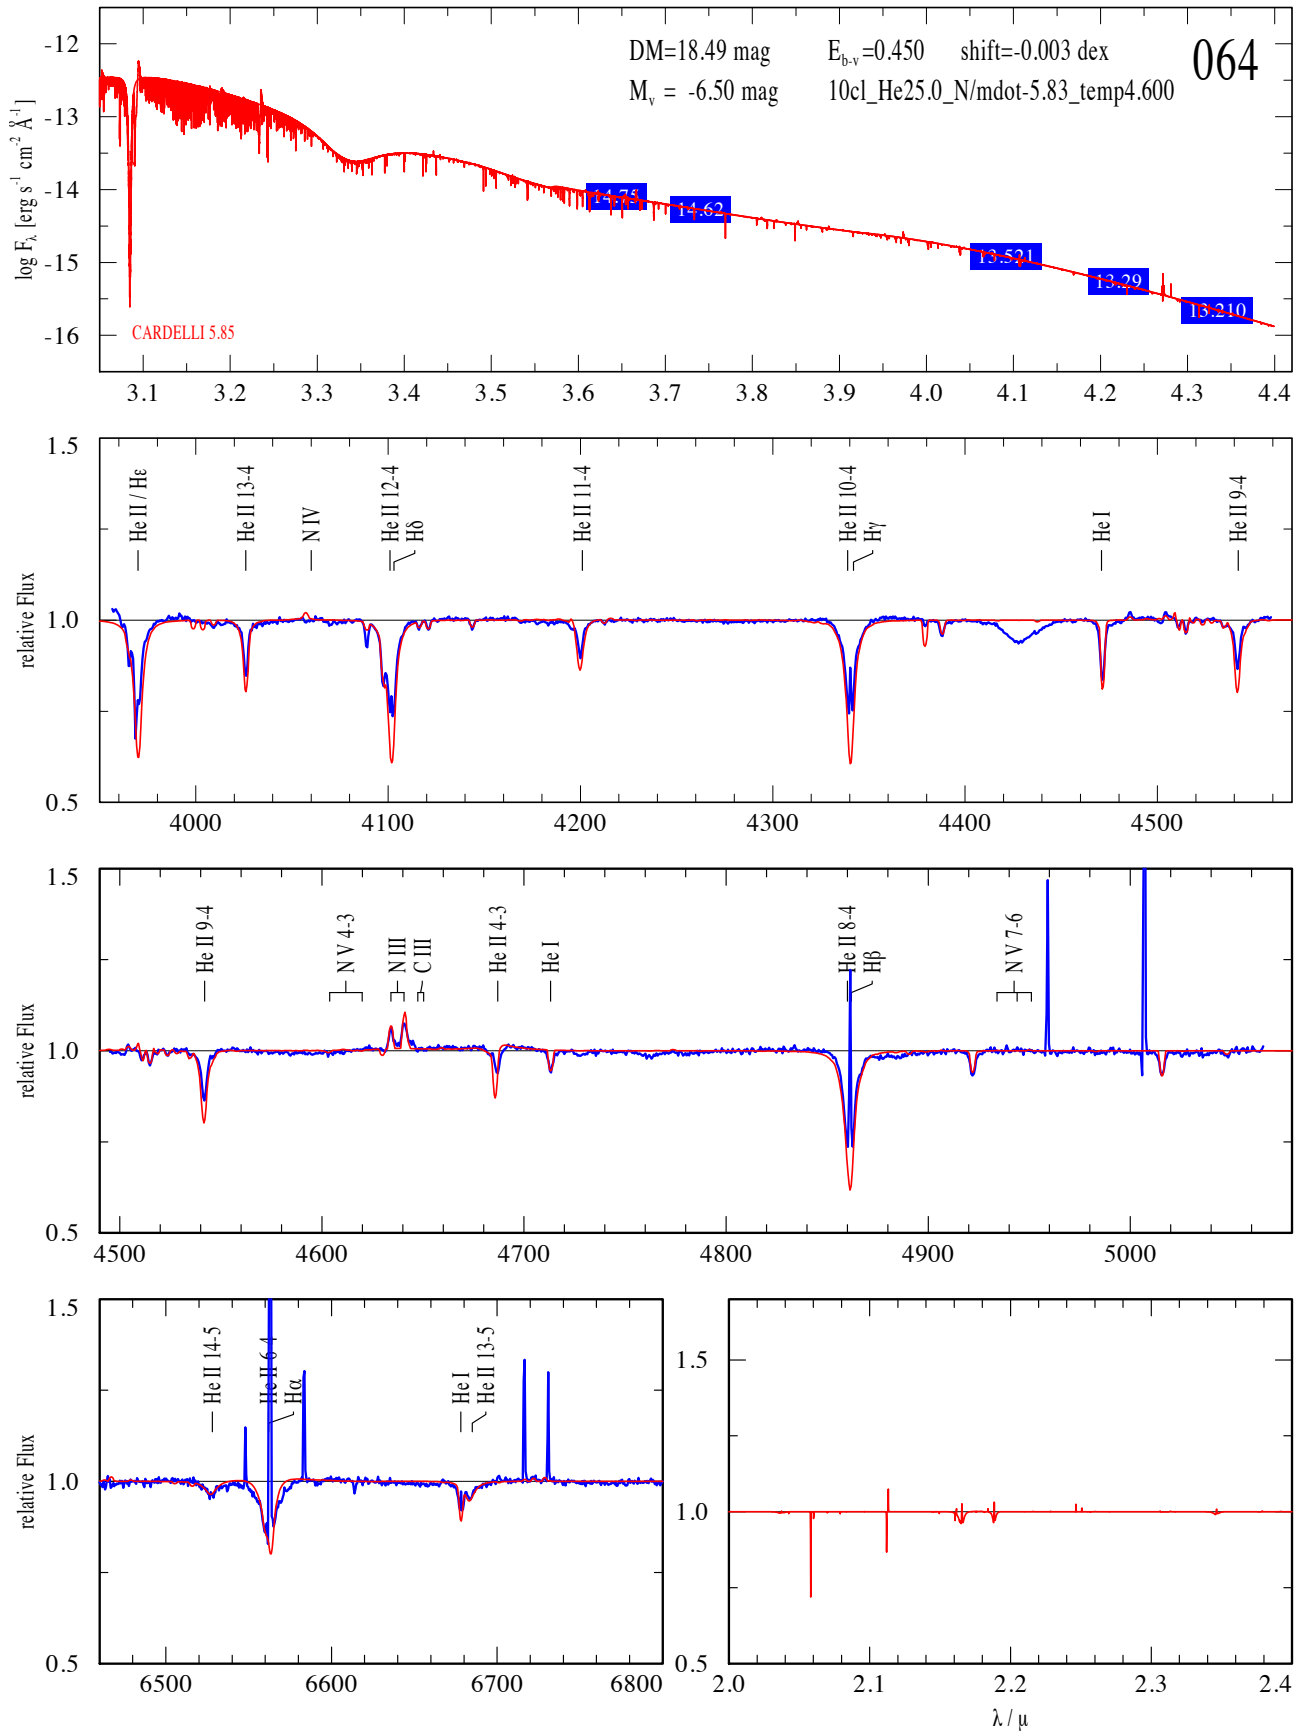 DM=18.49 mag E_b-v=0.450 shift=-0.003 dex 064
M_v = -6.50 mag 10cl_He25.0_N/mdot-5.83_temp4.600
log F_λ [erg s⁻¹ cm⁻² Å⁻¹]
-12
-13
-14
-15
-16
14.75
14.62
13.521
13.29
13.210
CARDELLI 5.85
3.1 3.2 3.3 3.4 3.5 3.6 3.7 3.8 3.9 4.0 4.1 4.2 4.3 4.4
relative Flux
1.5
1.0
0.5
He II / Hε
He II 13-4
N IV
He II 12-4
Hδ
He II 11-4
He II 10-4
Hγ
He I
He II 9-4
4000 4100 4200 4300 4400 4500
relative Flux
1.5
1.0
0.5
He II 9-4
N V 4-3
N III
C III
He II 4-3
He I
He II 8-4
Hβ
N V 7-6
4500 4600 4700 4800 4900 5000
relative Flux
1.5
1.0
0.5
He II 14-5
He II 6-4
Hα
He I
He II 13-5
6500 6600 6700 6800
1.5
1.0
0.5
2.0 2.1 2.2 2.3 2.4
λ / μ